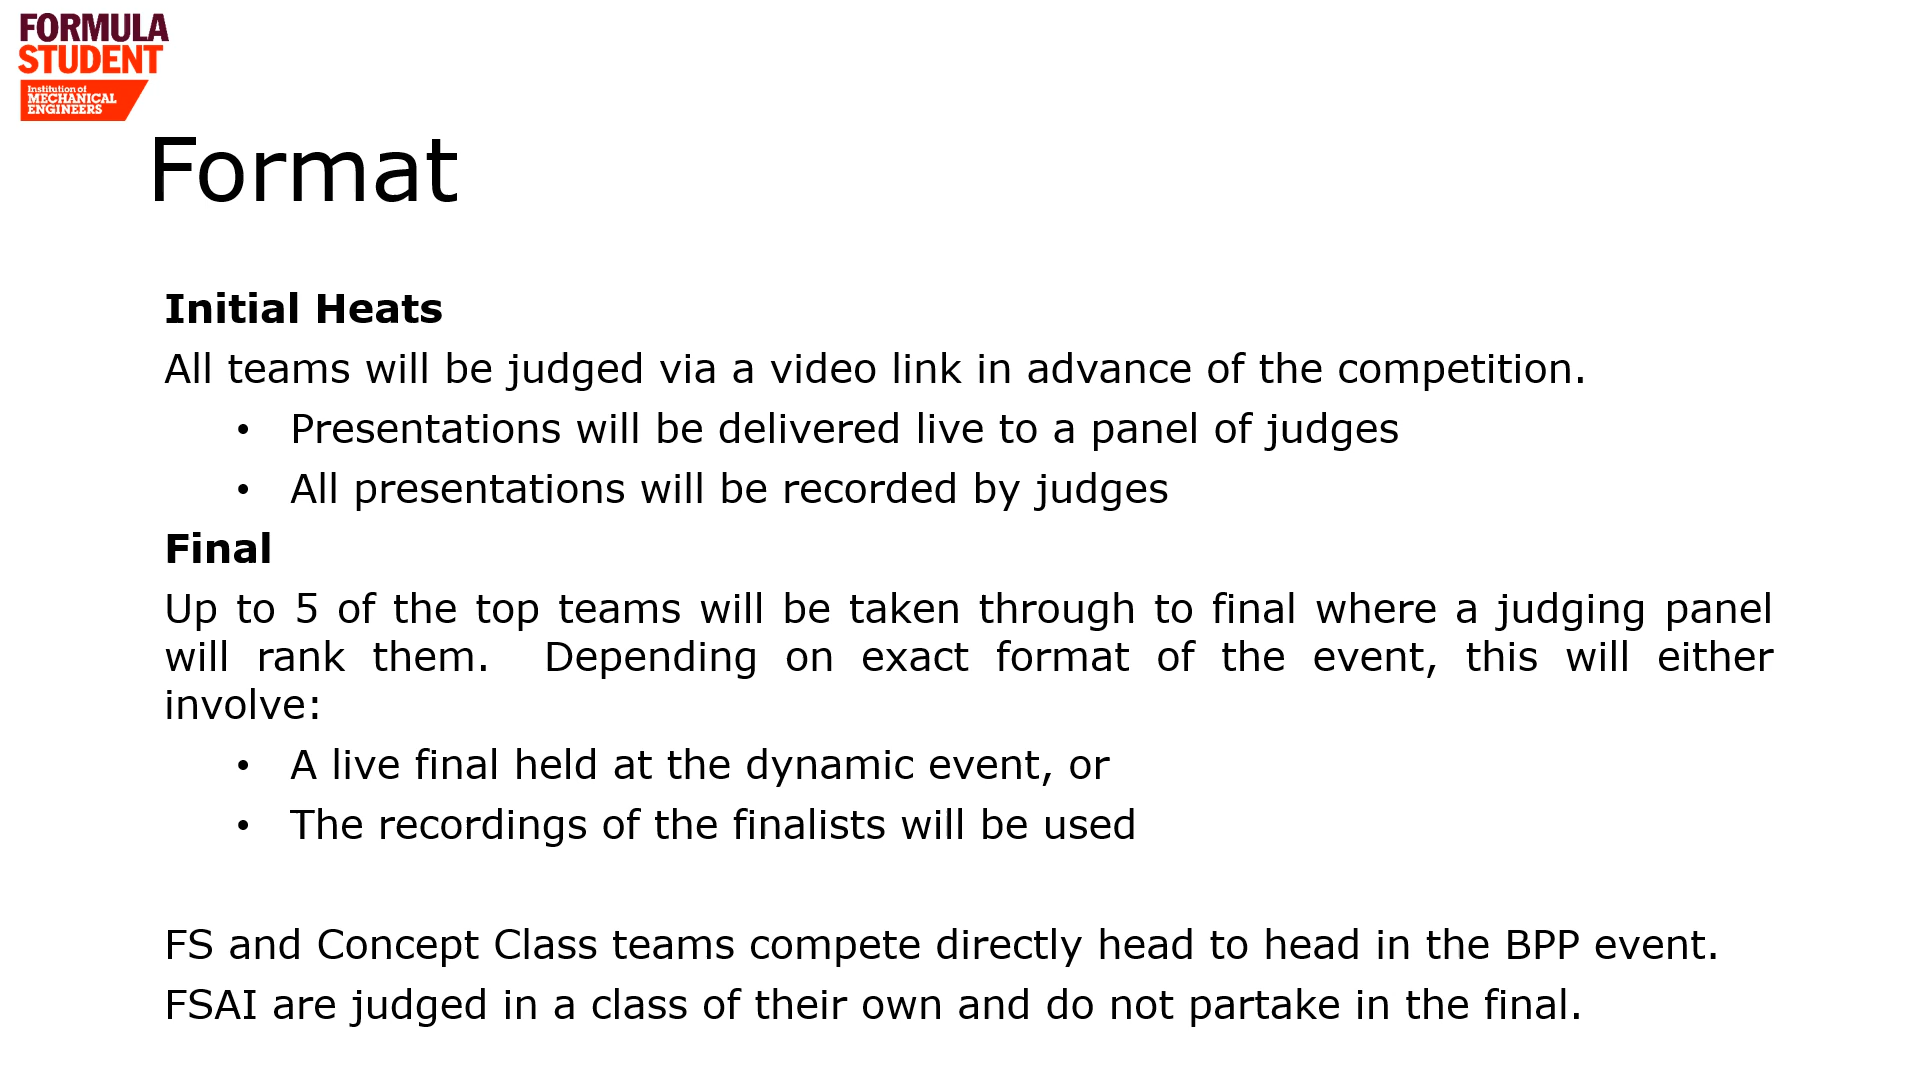 FORMULA
STUDENT
Institution of
MECHANICAL
ENGINEERS
Format
Initial Heats
All teams will be judged via a video link in advance of the competition.
• Presentations will be delivered live to a panel of judges
• All presentations will be recorded by judges
Final
Up to 5 of the top teams will be taken through to final where a judging panel
will rank them.  Depending on exact format of the event, this will either
involve:
• A live final held at the dynamic event, or
• The recordings of the finalists will be used
FS and Concept Class teams compete directly head to head in the BPP event.
FSAI are judged in a class of their own and do not partake in the final.